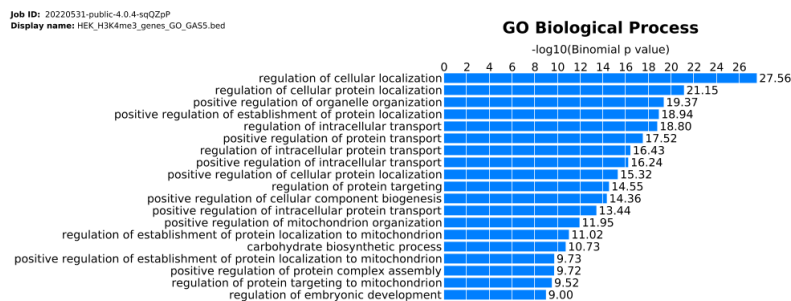 Job ID: 20220531-public-4.0.4-sqQZpP
Display name: HEK_H3K4me3_genes_GO_GAS5.bed
GO Biological Process
-log10(Binomial p value)
0 2 4 6 8 10 12 14 16 18 20 22 24 26
regulation of cellular localization 27.56
regulation of cellular protein localization 21.15
positive regulation of organelle organization 19.37
positive regulation of establishment of protein localization 18.94
regulation of intracellular transport 18.80
positive regulation of protein transport 17.52
regulation of intracellular protein transport 16.43
positive regulation of intracellular transport 16.24
positive regulation of cellular protein localization 15.32
regulation of protein targeting 14.55
positive regulation of cellular component biogenesis 14.36
positive regulation of intracellular protein transport 13.44
positive regulation of mitochondrion organization 11.95
regulation of establishment of protein localization to mitochondrion 11.02
carbohydrate biosynthetic process 10.73
positive regulation of establishment of protein localization to mitochondrion 9.73
positive regulation of protein complex assembly 9.72
regulation of protein targeting to mitochondrion 9.52
regulation of embryonic development 9.00